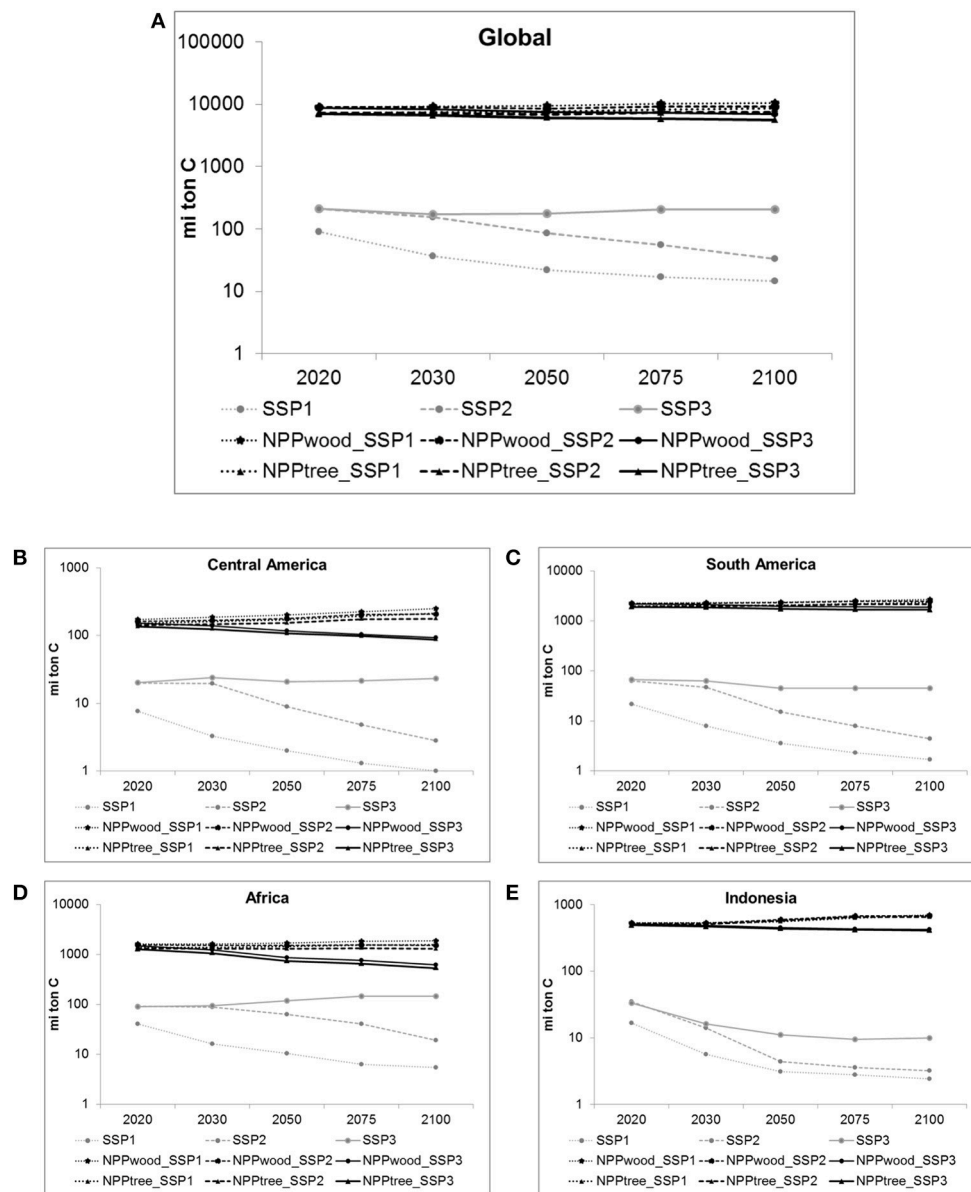 A
Global
mi ton C
100000
10000
1000
100
10
1
2020 2030 2050 2075 2100
SSP1 SSP2 SSP3
NPPwood_SSP1 NPPwood_SSP2 NPPwood_SSP3
NPPtree_SSP1 NPPtree_SSP2 NPPtree_SSP3
B
Central America
mi ton C
1000
100
10
1
2020 2030 2050 2075 2100
SSP1 SSP2 SSP3
NPPwood_SSP1 NPPwood_SSP2 NPPwood_SSP3
NPPtree_SSP1 NPPtree_SSP2 NPPtree_SSP3
C
South America
mi ton C
10000
1000
100
10
1
2020 2030 2050 2075 2100
SSP1 SSP2 SSP3
NPPwood_SSP1 NPPwood_SSP2 NPPwood_SSP3
NPPtree_SSP1 NPPtree_SSP2 NPPtree_SSP3
D
Africa
mi ton C
10000
1000
100
10
1
2020 2030 2050 2075 2100
SSP1 SSP2 SSP3
NPPwood_SSP1 NPPwood_SSP2 NPPwood_SSP3
NPPtree_SSP1 NPPtree_SSP2 NPPtree_SSP3
E
Indonesia
mi ton C
1000
100
10
1
2020 2030 2050 2075 2100
SSP1 SSP2 SSP3
NPPwood_SSP1 NPPwood_SSP2 NPPwood_SSP3
NPPtree_SSP1 NPPtree_SSP2 NPPtree_SSP3